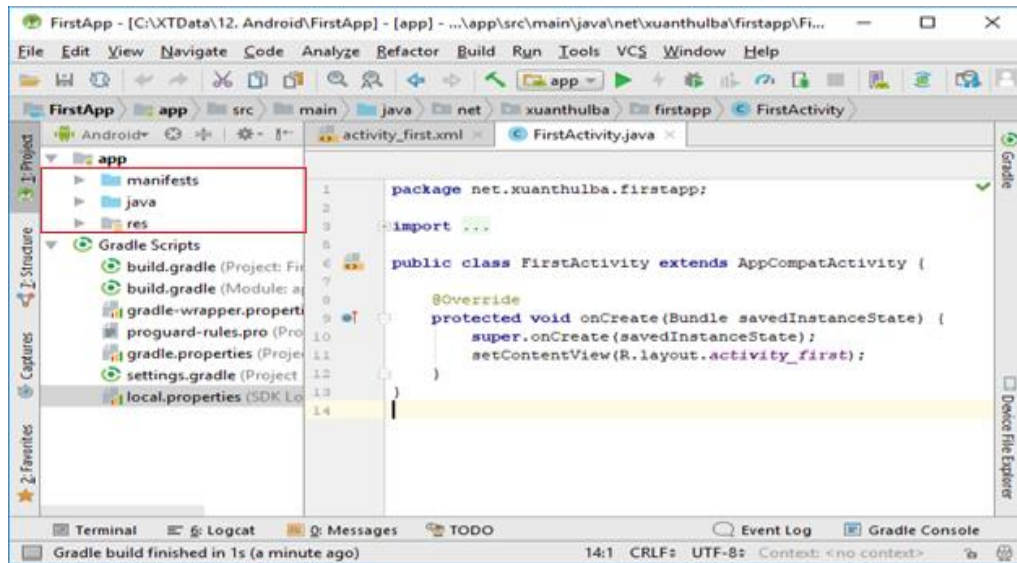 FirstApp - [C:\XTData\12. Android\FirstApp] - [app] - ...\app\src\main\java\net\xuanthulba\firstapp\Fi...
File Edit View Navigate Code Analyze Refactor Build Run Tools VCS Window Help
app
FirstApp app src main java net xuanthulba firstapp FirstActivity
1: Project
Z: Structure
Captures
2: Favorites
Android
app
manifests
java
res
Gradle Scripts
build.gradle (Project: Fir
build.gradle (Module: a
gradle-wrapper.properti
proguard-rules.pro (Pro
gradle.properties (Proje
settings.gradle (Project
local.properties (SDK Lo
activity_first.xml FirstActivity.java
1 package net.xuanthulba.firstapp;
2
3 import ...
5
6 public class FirstActivity extends AppCompatActivity {
7
8 @Override
9 protected void onCreate(Bundle savedInstanceState) {
10 super.onCreate(savedInstanceState);
11 setContentView(R.layout.activity_first);
12 }
13 }
14
Gradle
Device File Explorer
Terminal 6: Logcat 0: Messages TODO Event Log Gradle Console
Gradle build finished in 1s (a minute ago) 14:1 CRLF UTF-8 Context: <no context>